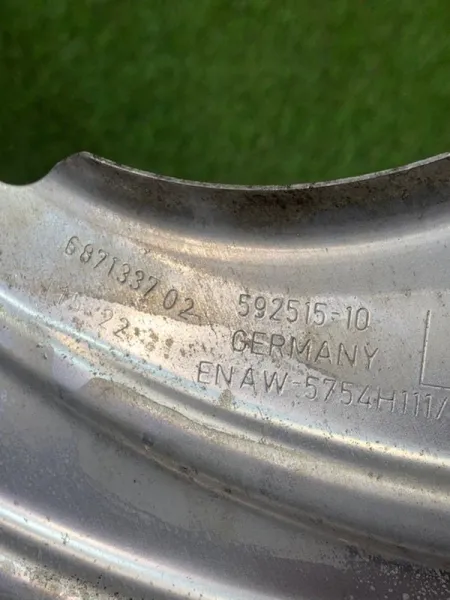 6871337 02
592515-10
GERMANY
EN AW-5754H111/
L